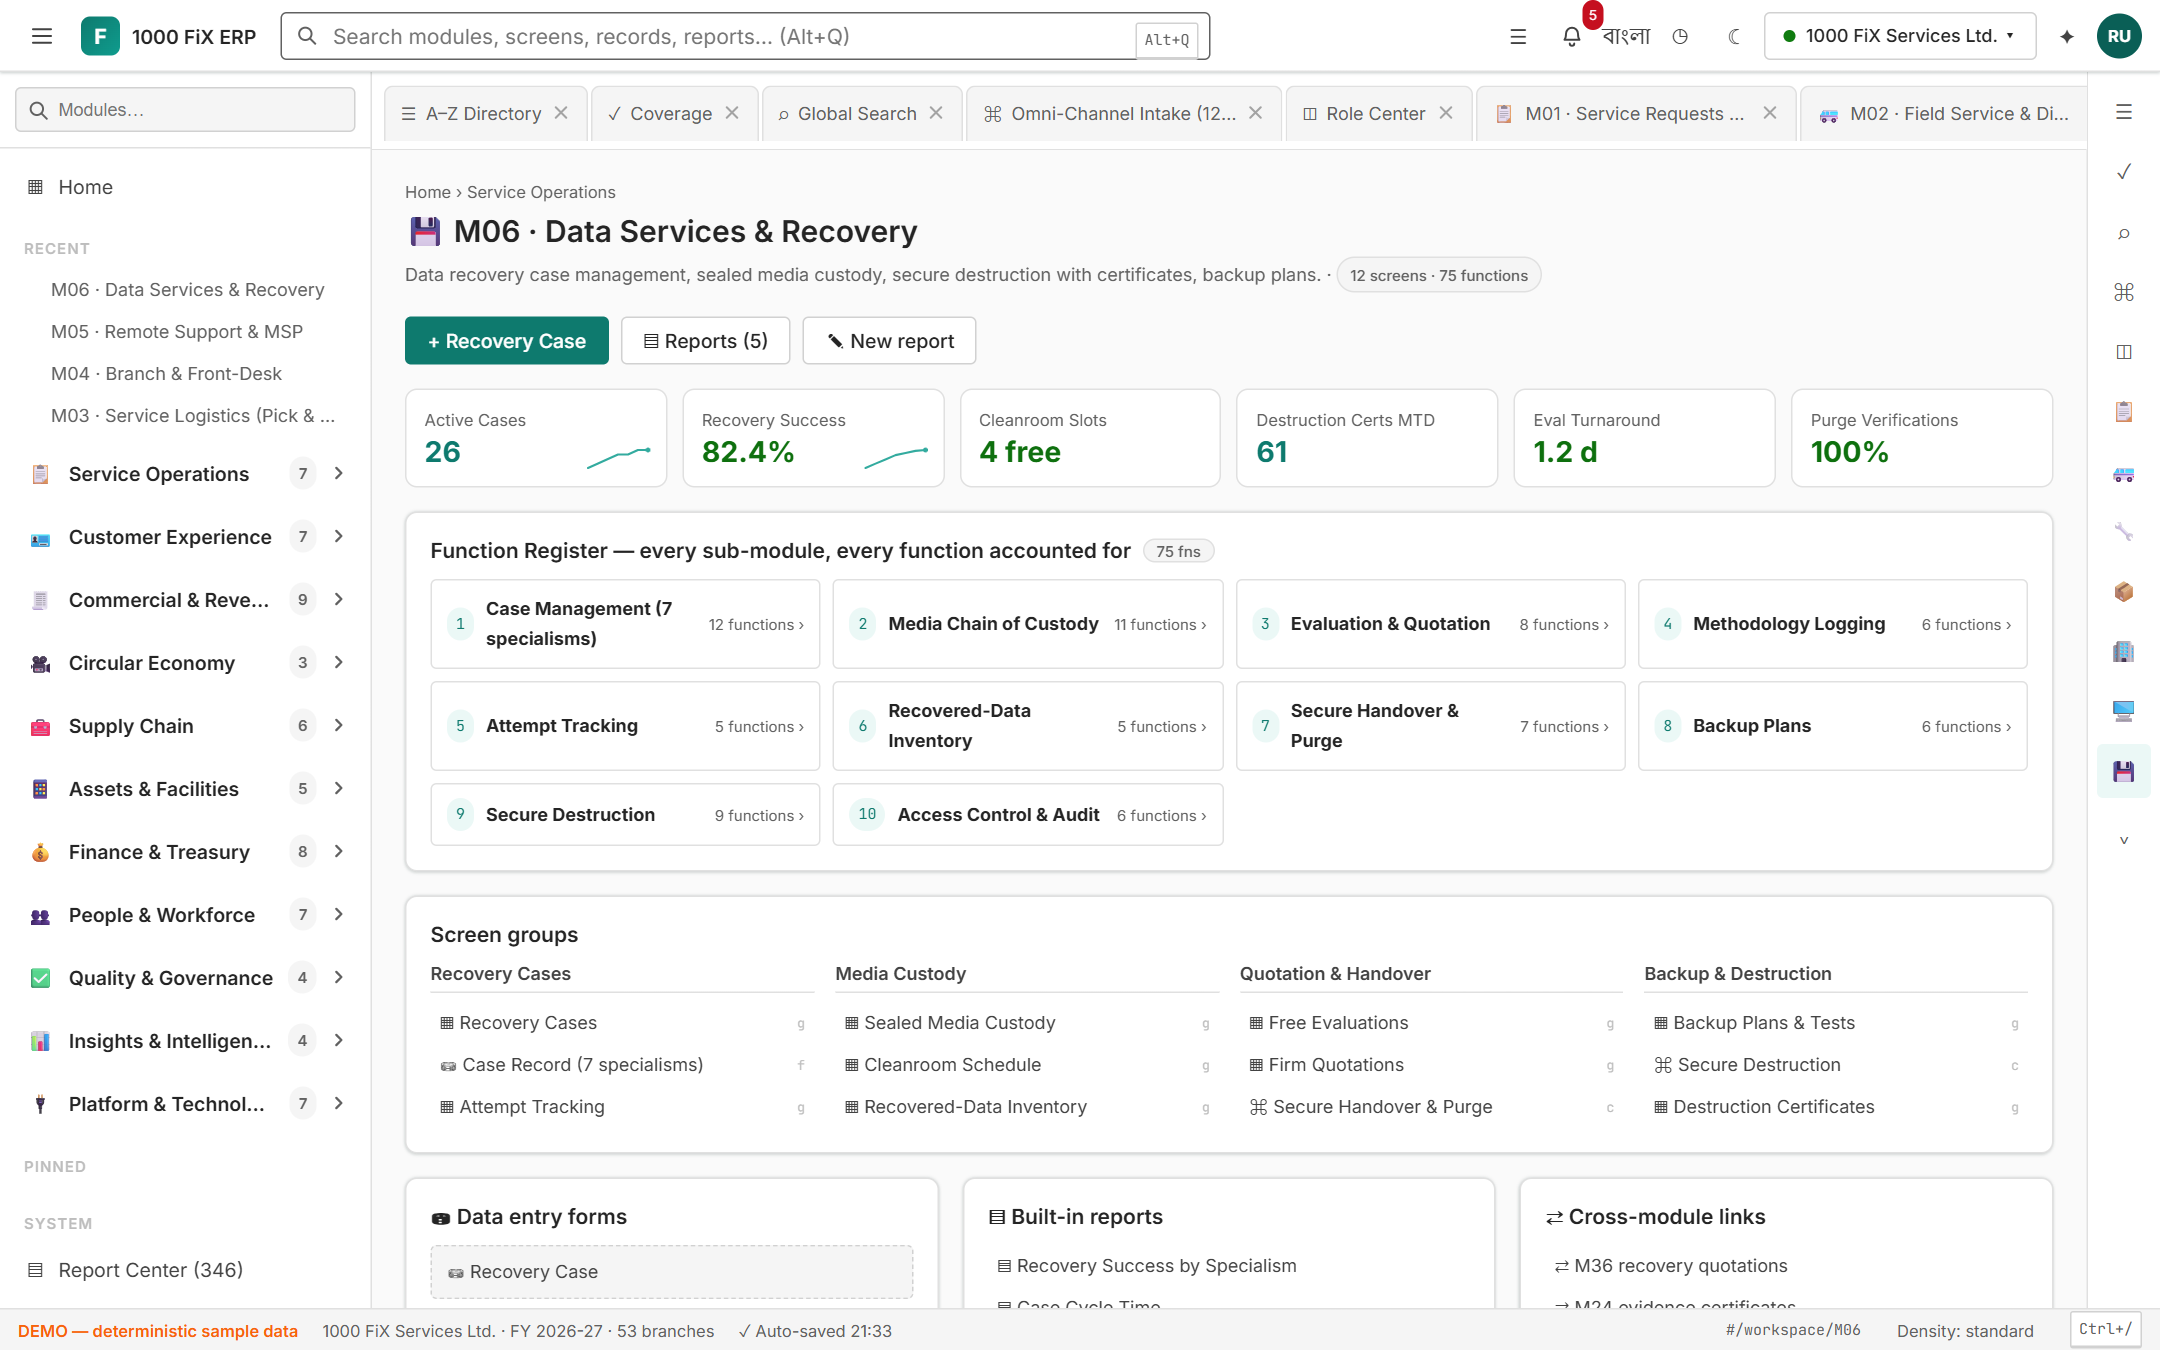 F 1000 FiX ERP
Search modules, screens, records, reports... (Alt+Q) Alt+Q
5
বাংলা
1000 FiX Services Ltd. ▾
RU
Modules...
Home
RECENT
M06 · Data Services & Recovery
M05 · Remote Support & MSP
M04 · Branch & Front-Desk
M03 · Service Logistics (Pick & ...
Service Operations 7
Customer Experience 7
Commercial & Reve... 9
Circular Economy 3
Supply Chain 6
Assets & Facilities 5
Finance & Treasury 8
People & Workforce 7
Quality & Governance 4
Insights & Intelligen... 4
Platform & Technol... 7
PINNED
SYSTEM
Report Center (346)
A–Z Directory
Coverage
Global Search
Omni-Channel Intake (12...
Role Center
M01 · Service Requests ...
M02 · Field Service & Di...
Home › Service Operations
M06 · Data Services & Recovery
Data recovery case management, sealed media custody, secure destruction with certificates, backup plans. · 12 screens · 75 functions
+ Recovery Case
Reports (5)
New report
Active Cases
26
Recovery Success
82.4%
Cleanroom Slots
4 free
Destruction Certs MTD
61
Eval Turnaround
1.2 d
Purge Verifications
100%
Function Register — every sub-module, every function accounted for 75 fns
1 Case Management (7 specialisms) 12 functions ›
2 Media Chain of Custody 11 functions ›
3 Evaluation & Quotation 8 functions ›
4 Methodology Logging 6 functions ›
5 Attempt Tracking 5 functions ›
6 Recovered-Data Inventory 5 functions ›
7 Secure Handover & Purge 7 functions ›
8 Backup Plans 6 functions ›
9 Secure Destruction 9 functions ›
10 Access Control & Audit 6 functions ›
Screen groups
Recovery Cases
Recovery Cases g
Case Record (7 specialisms) f
Attempt Tracking g
Media Custody
Sealed Media Custody g
Cleanroom Schedule g
Recovered-Data Inventory g
Quotation & Handover
Free Evaluations g
Firm Quotations g
Secure Handover & Purge c
Backup & Destruction
Backup Plans & Tests g
Secure Destruction c
Destruction Certificates g
Data entry forms
Recovery Case
Built-in reports
Recovery Success by Specialism
Case Cycle Time
Cross-module links
M36 recovery quotations
M24 evidence certificates
DEMO — deterministic sample data
1000 FiX Services Ltd. · FY 2026-27 · 53 branches
✓ Auto-saved 21:33
#/workspace/M06
Density: standard
Ctrl+/